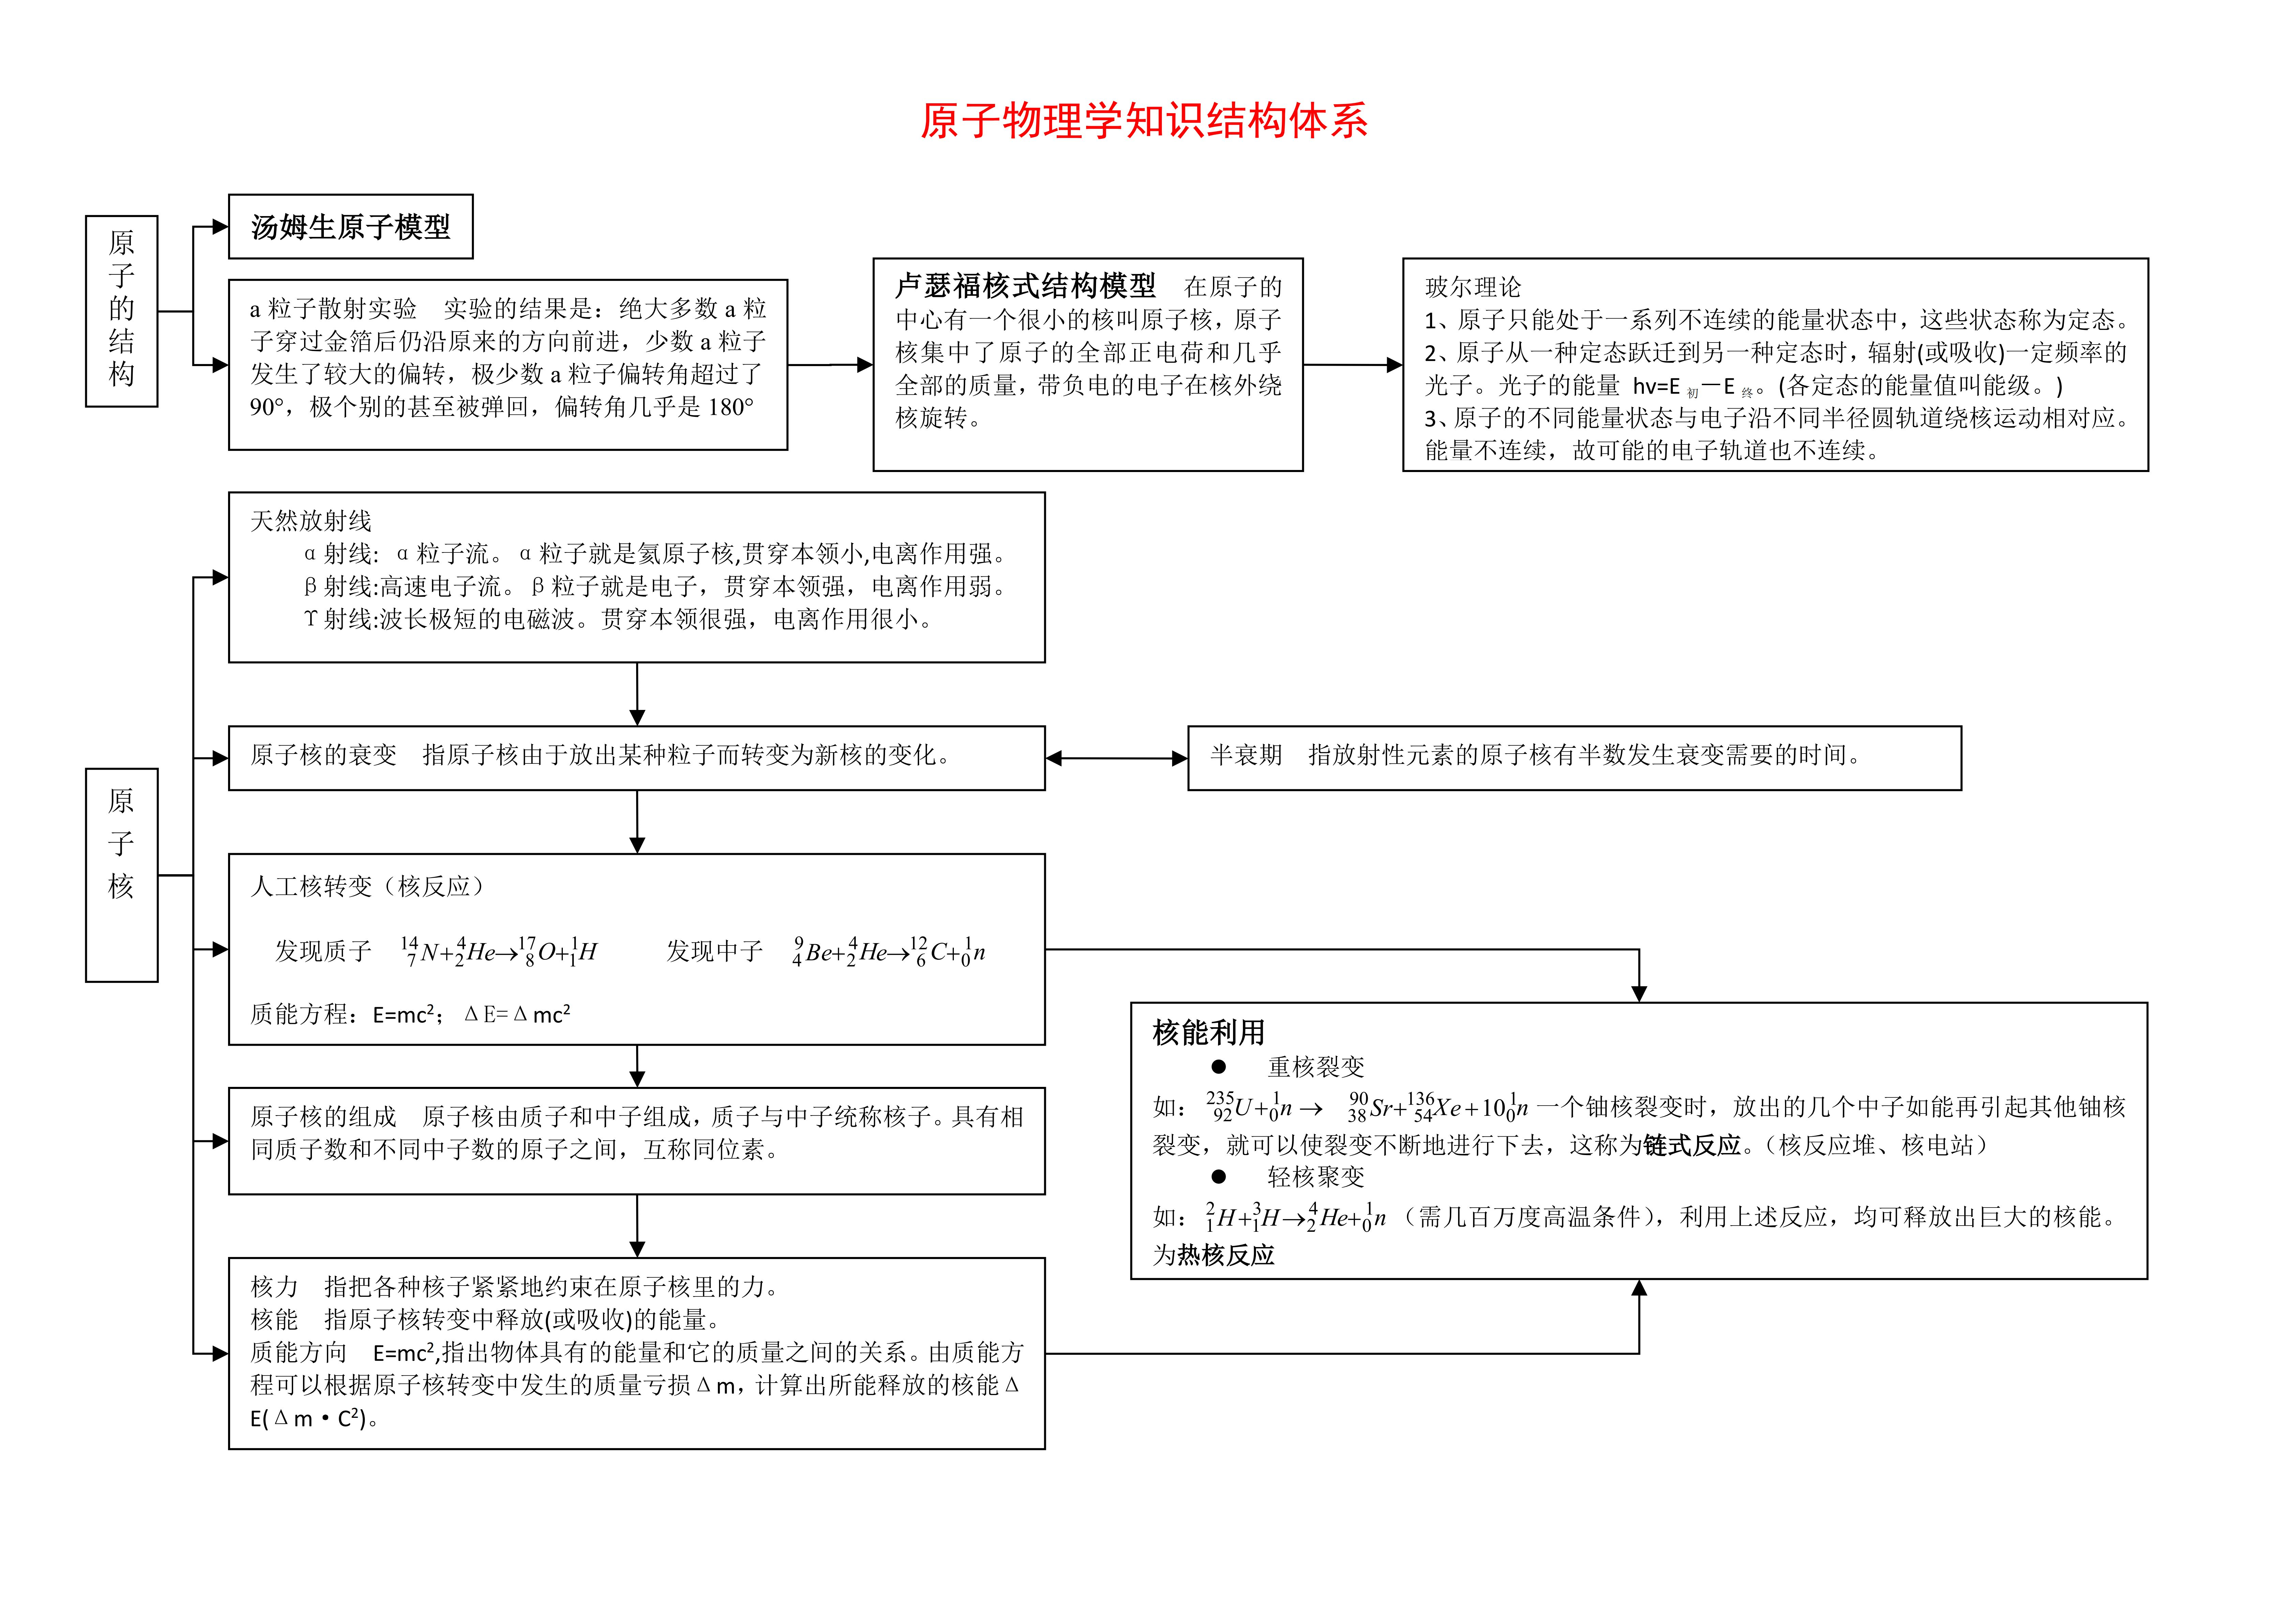 原子物理学知识结构体系
原子的结构
汤姆生原子模型
a 粒子散射实验　实验的结果是：绝大多数 a 粒
子穿过金箔后仍沿原来的方向前进，少数 a 粒子
发生了较大的偏转，极少数 a 粒子偏转角超过了
90°，极个别的甚至被弹回，偏转角几乎是 180°
卢瑟福核式结构模型　在原子的
中心有一个很小的核叫原子核，原子
核集中了原子的全部正电荷和几乎
全部的质量，带负电的电子在核外绕
核旋转。
玻尔理论
1、原子只能处于一系列不连续的能量状态中，这些状态称为定态。
2、原子从一种定态跃迁到另一种定态时，辐射(或吸收)一定频率的
光子。光子的能量 hv=E初－E终。(各定态的能量值叫能级。)
3、原子的不同能量状态与电子沿不同半径圆轨道绕核运动相对应。
能量不连续，故可能的电子轨道也不连续。
原子核
天然放射线
α射线: α粒子流。α粒子就是氦原子核,贯穿本领小,电离作用强。
β射线:高速电子流。β粒子就是电子，贯穿本领强，电离作用弱。
ϒ射线:波长极短的电磁波。贯穿本领很强，电离作用很小。
原子核的衰变　指原子核由于放出某种粒子而转变为新核的变化。
半衰期　指放射性元素的原子核有半数发生衰变需要的时间。
人工核转变（核反应）
发现质子　$^{14}_{7}N+^{4}_{2}He→^{17}_{8}O+^{1}_{1}H$　　发现中子　$^{9}_{4}Be+^{4}_{2}He→^{12}_{6}C+^{1}_{0}n$
质能方程：E=mc²；ΔE=Δmc²
原子核的组成　原子核由质子和中子组成，质子与中子统称核子。具有相
同质子数和不同中子数的原子之间，互称同位素。
核力　指把各种核子紧紧地约束在原子核里的力。
核能　指原子核转变中释放(或吸收)的能量。
质能方向　E=mc²,指出物体具有的能量和它的质量之间的关系。由质能方
程可以根据原子核转变中发生的质量亏损Δm，计算出所能释放的核能Δ
E(Δm·C²)。
核能利用
● 重核裂变
如：$^{235}_{92}U+^{1}_{0}n→^{90}_{38}Sr+^{136}_{54}Xe+10^{1}_{0}n$ 一个铀核裂变时，放出的几个中子如能再引起其他铀核
裂变，就可以使裂变不断地进行下去，这称为链式反应。（核反应堆、核电站）
● 轻核聚变
如：$^{2}_{1}H+^{3}_{1}H→^{4}_{2}He+^{1}_{0}n$（需几百万度高温条件），利用上述反应，均可释放出巨大的核能。
为热核反应